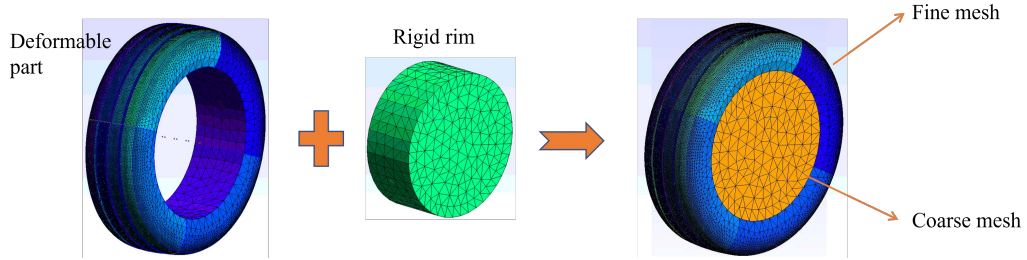 Deformable
part
Rigid rim
Fine mesh
Coarse mesh